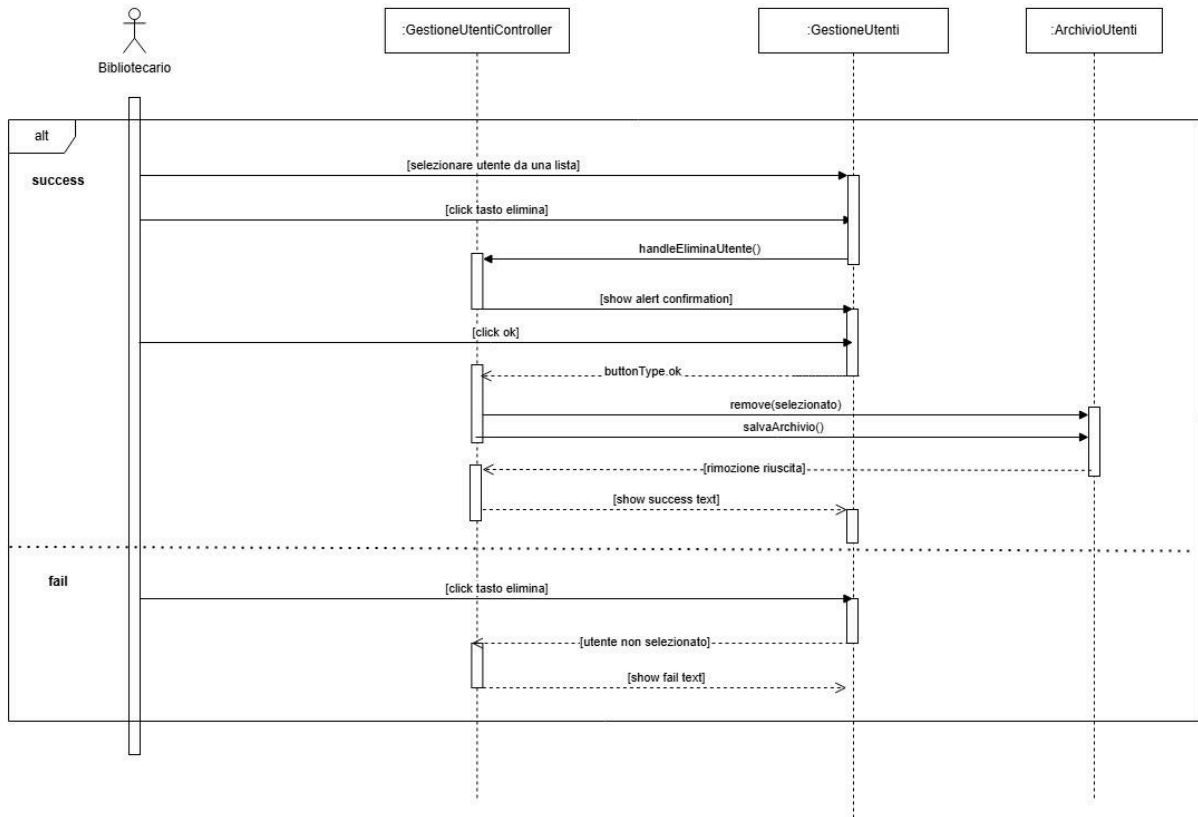 :GestioneUtentiController
:GestioneUtenti
:ArchivioUtenti
Bibliotecario
alt
success
[selezionare utente da una lista]
[click tasto elimina]
handleEliminaUtente()
[show alert confirmation]
[click ok]
buttonType.ok
remove(selezionato)
salvaArchivio()
[rimozione riuscita]
[show success text]
fail
[click tasto elimina]
[utente non selezionato]
[show fail text]